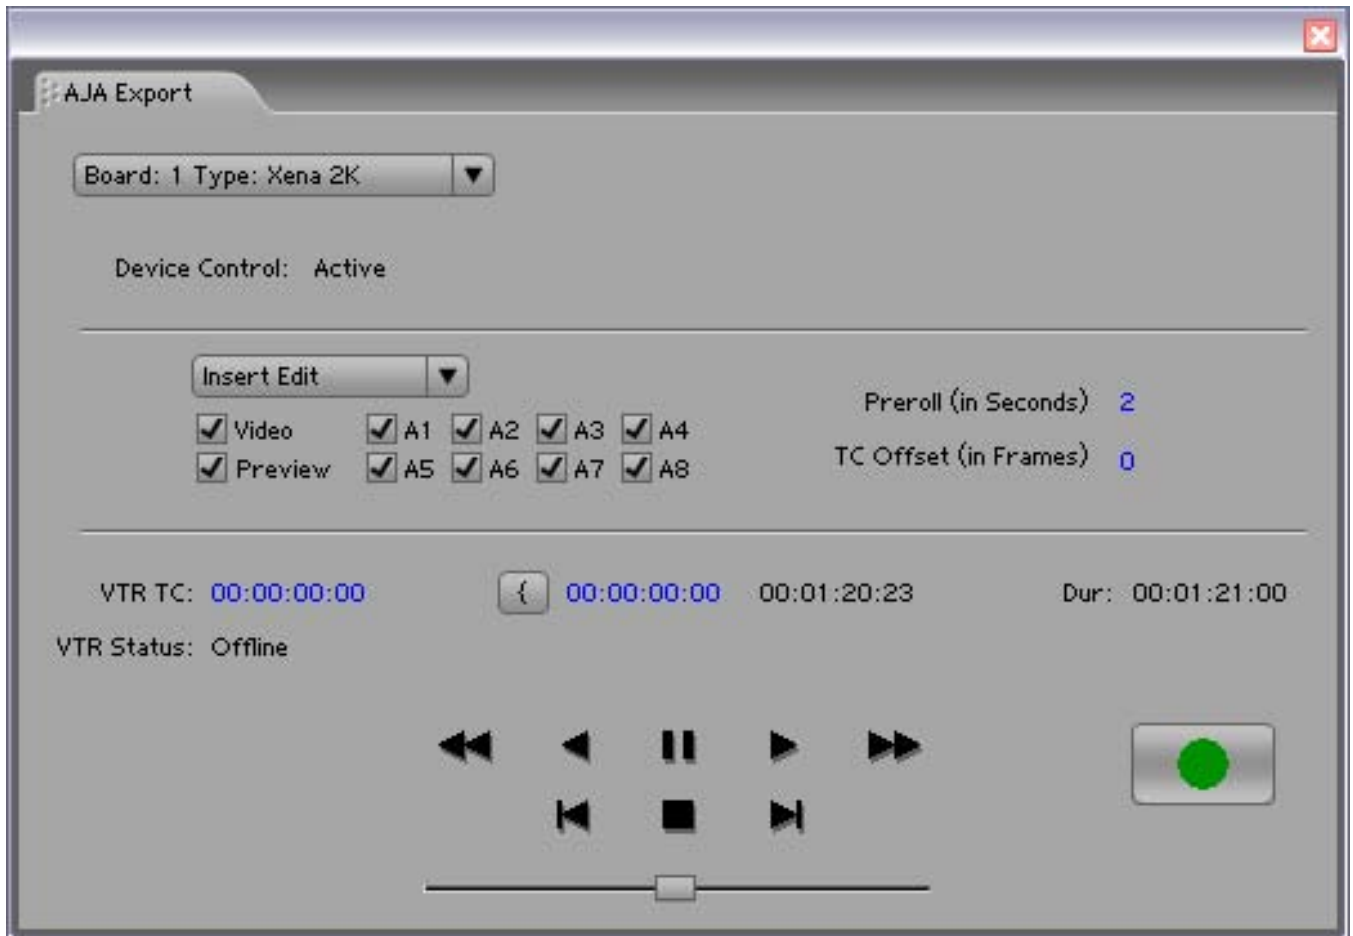 AJA Export
Board: 1 Type: Xena 2K
Device Control: Active
Insert Edit
Video A1 A2 A3 A4
Preview A5 A6 A7 A8
Preroll (in Seconds) 2
TC Offset (in Frames) 0
VTR TC: 00:00:00:00 { 00:00:00:00 00:01:20:23 Dur: 00:01:21:00
VTR Status: Offline